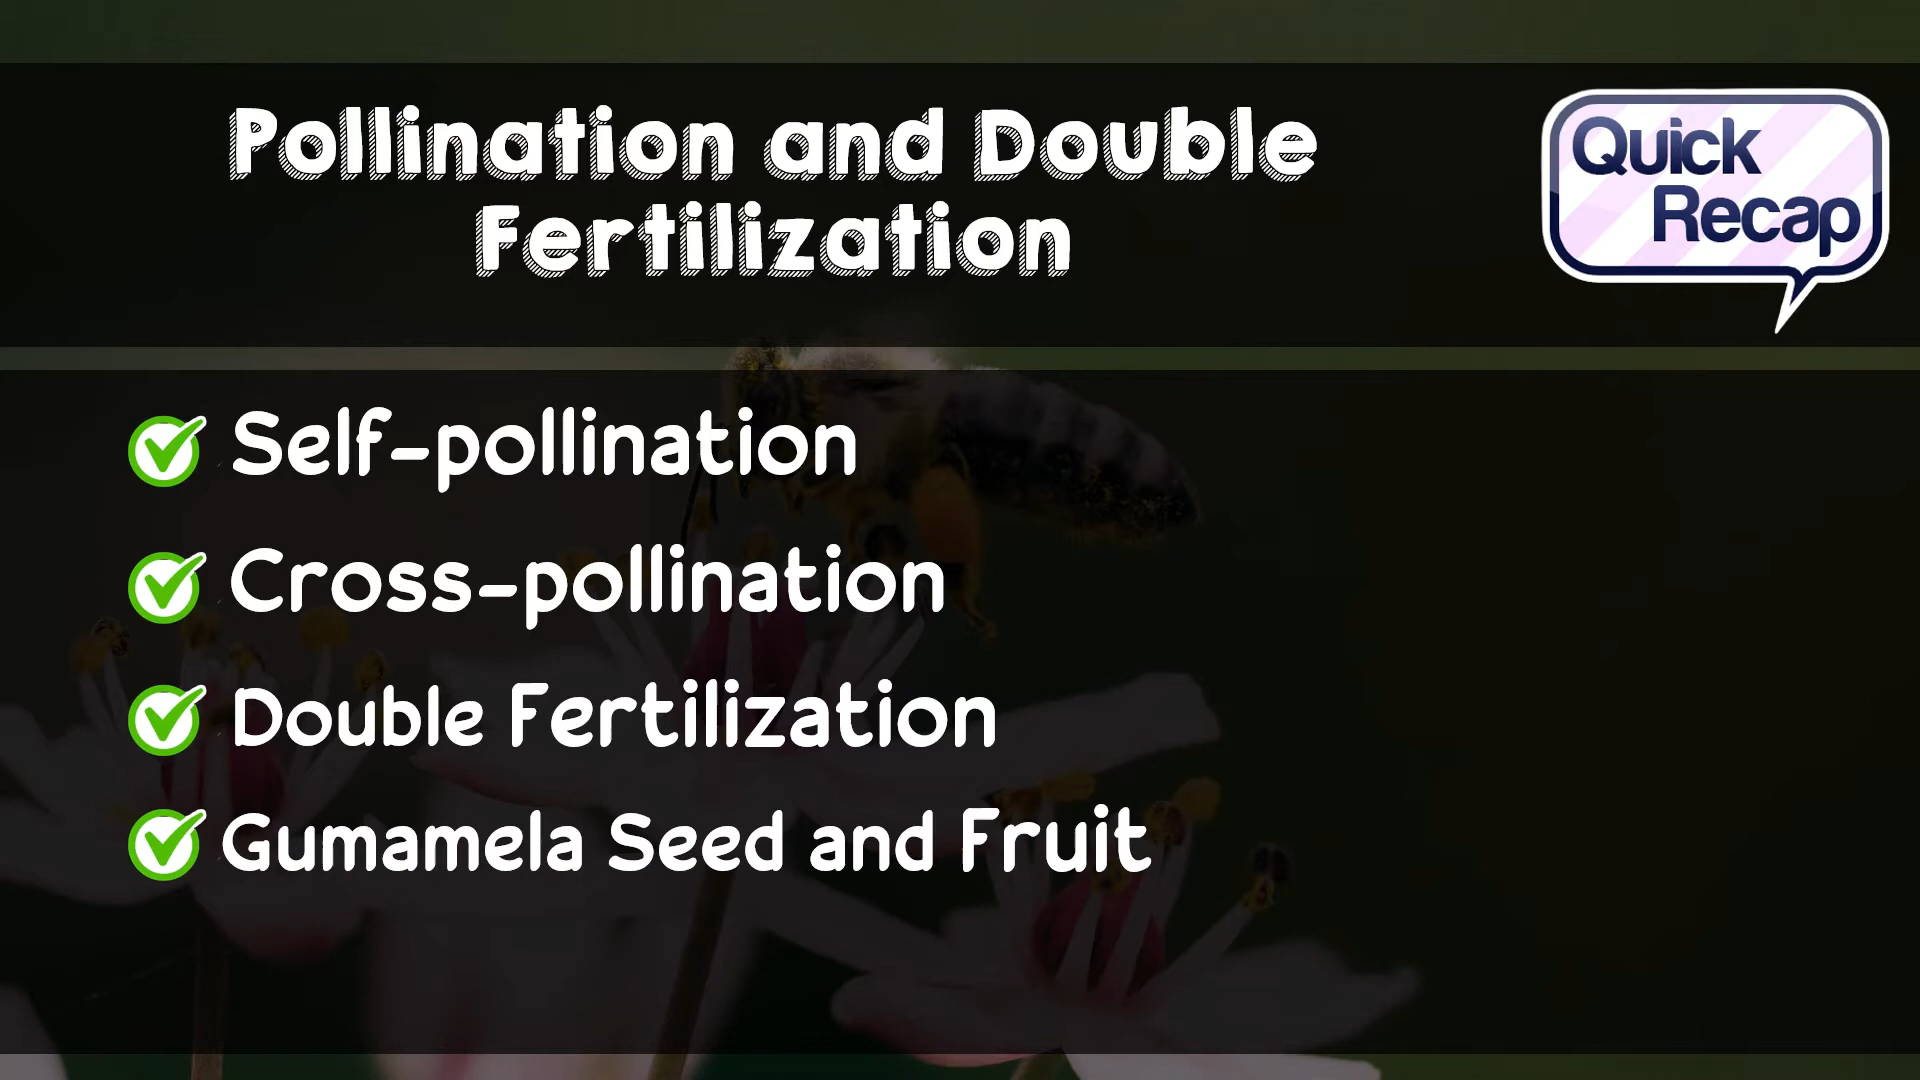 Pollination and Double
Fertilization
Quick
Recap
Self-pollination
Cross-pollination
Double Fertilization
Gumamela Seed and Fruit